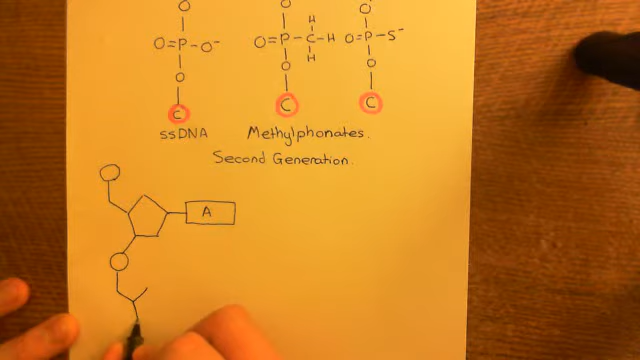 O O O
O=P-O⁻ O=P-C-H O=P-S⁻
H
H
O O O
C C C
ssDNA Methylphonates.
Second Generation.
A